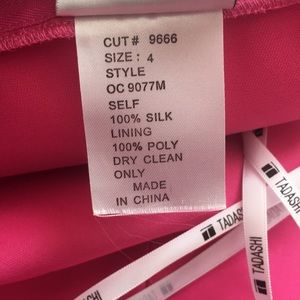 CUT # 9666
SIZE: 4
STYLE
OC 9077M
SELF
100% SILK
LINING
100% POLY
DRY CLEAN
ONLY
MADE
IN CHINA
TADASHI
TADASHI
TADASHI